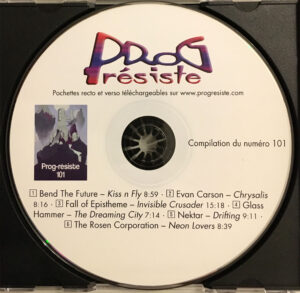 PROG
résiste
Pochettes recto et verso téléchargeables sur www.progresiste.com
Compilation du numéro 101
Prog-résiste
101
1 Bend The Future – Kiss n Fly 8:59 · 2 Evan Carson – Chrysalis
8:16 · 3 Fall of Epistheme – Invisible Crusader 15:18 · 4 Glass
Hammer – The Dreaming City 7:14 · 5 Nektar – Drifting 9:11 ·
6 The Rosen Corporation – Neon Lovers 8:39